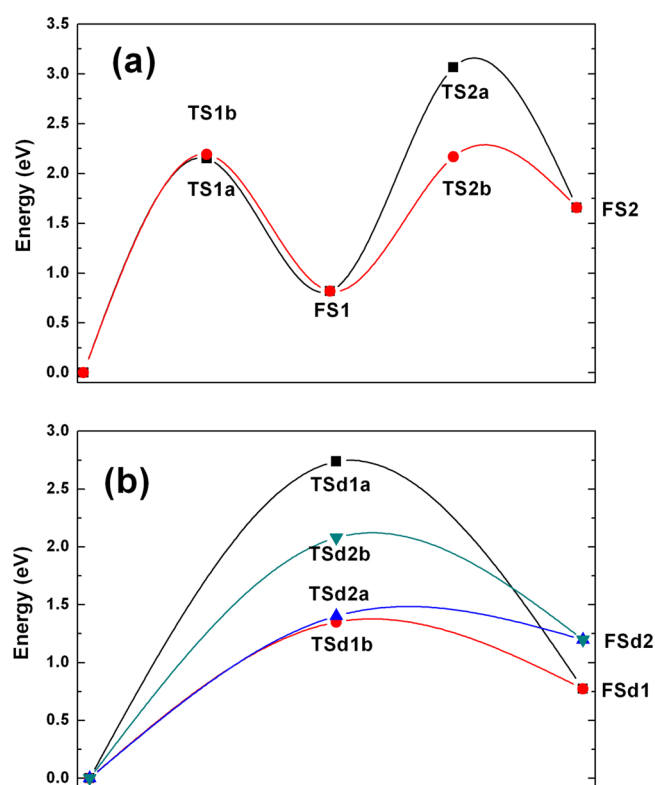 3.5
(a)
3.0
TS2a
2.5
TS1b
2.0
TS1a
TS2b
FS2
1.5
1.0
FS1
0.5
0.0
Energy (eV)
3.0
(b)
2.5
TSd1a
2.0
TSd2b
TSd2a
1.5
TSd1b
FSd2
1.0
FSd1
0.5
0.0
Energy (eV)